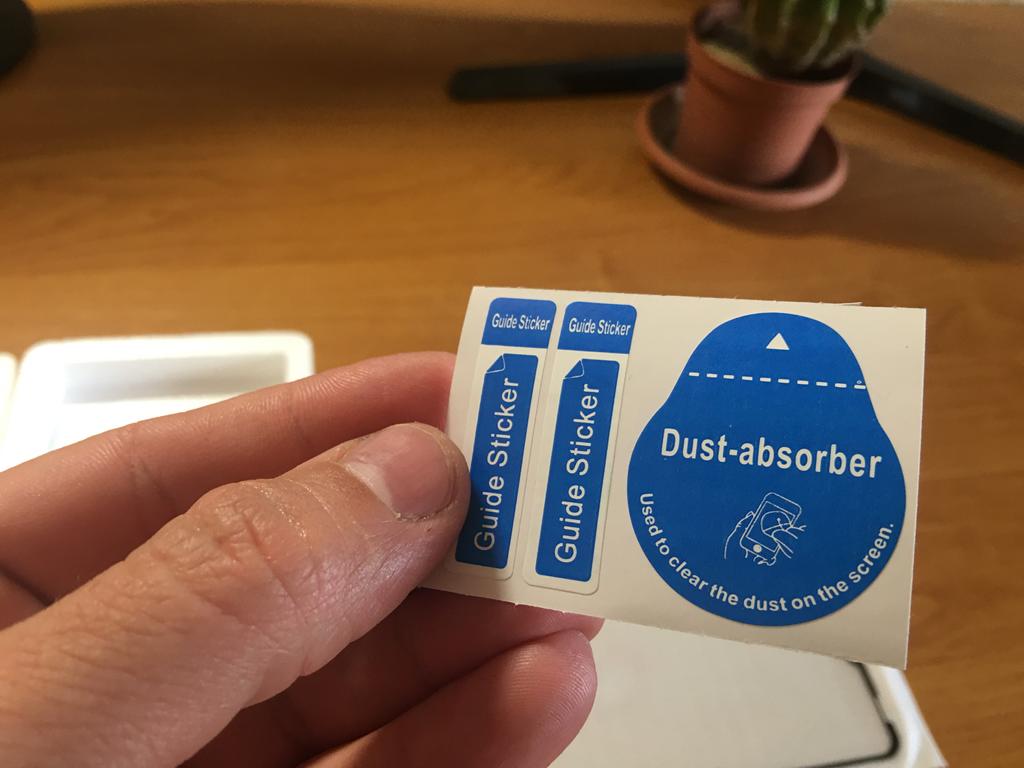 Guide Sticker
Guide Sticker
Guide Sticker
Guide Sticker
Dust-absorber
Used to clear the dust on the screen.